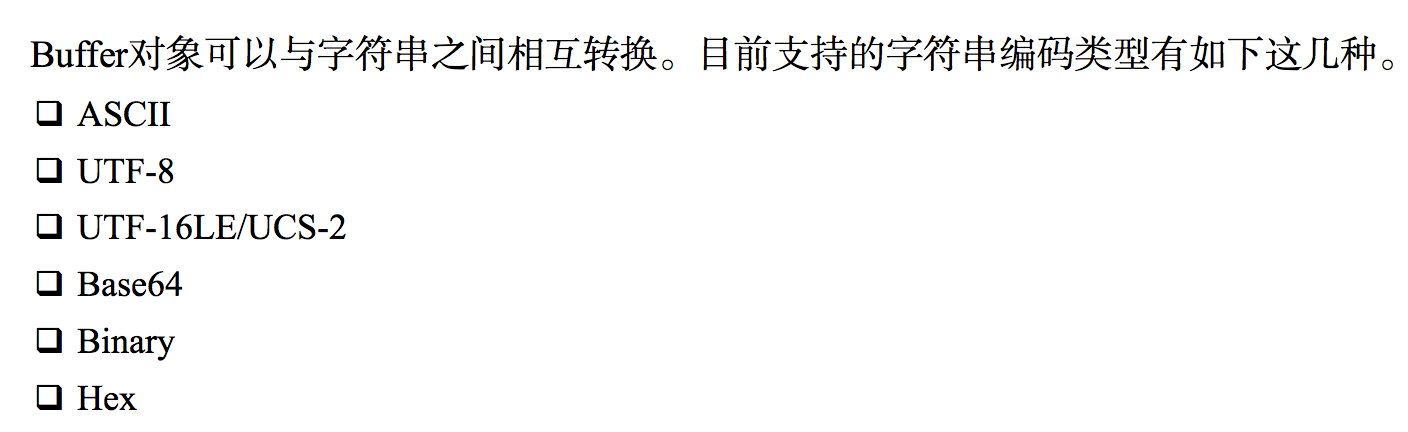 Buffer对象可以与字符串之间相互转换。目前支持的字符串编码类型有如下这几种。
❑ ASCII
❑ UTF-8
❑ UTF-16LE/UCS-2
❑ Base64
❑ Binary
❑ Hex